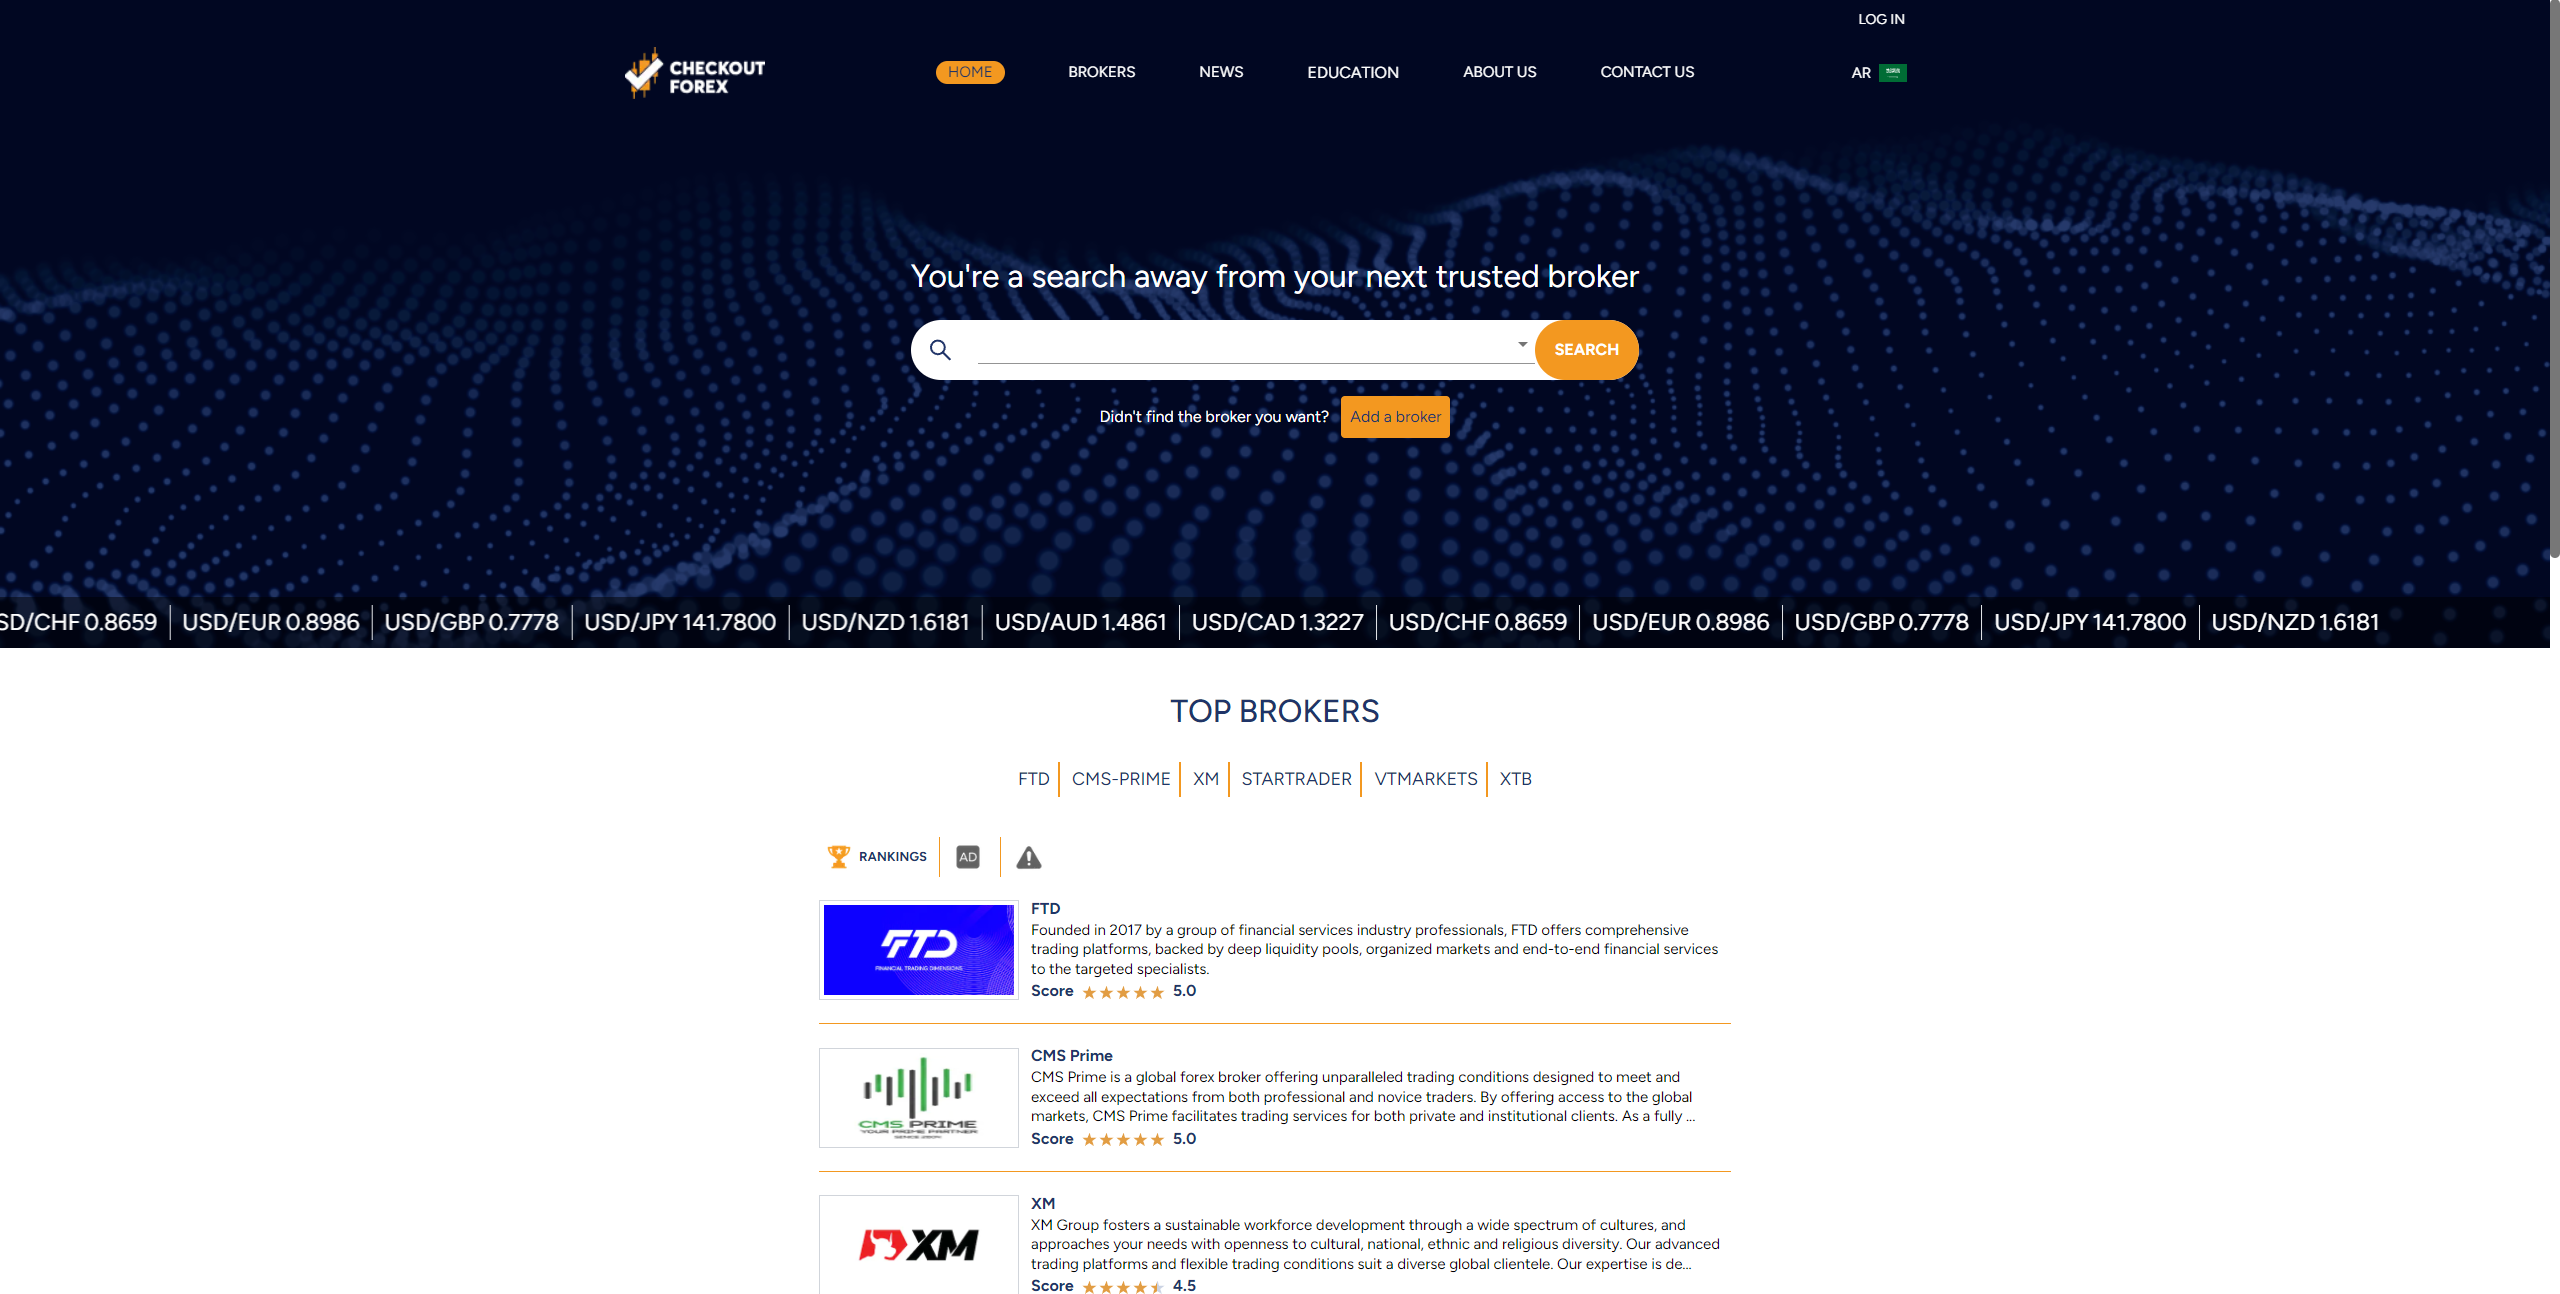 LOG IN
CHECKOUT
FOREX
HOME
BROKERS
NEWS
EDUCATION
ABOUT US
CONTACT US
AR
You're a search away from your next trusted broker
SEARCH
Didn't find the broker you want? Add a broker
SD/CHF 0.8659 USD/EUR 0.8986 USD/GBP 0.7778 USD/JPY 141.7800 USD/NZD 1.6181 USD/AUD 1.4861 USD/CAD 1.3227 USD/CHF 0.8659 USD/EUR 0.8986 USD/GBP 0.7778 USD/JPY 141.7800 USD/NZD 1.6181
TOP BROKERS
FTD CMS-PRIME XM STARTRADER VTMARKETS XTB
RANKINGS AD
FTD
FINANCIAL TRADING DIMENSIONS
FTD
Founded in 2017 by a group of financial services industry professionals, FTD offers comprehensive
trading platforms, backed by deep liquidity pools, organized markets and end-to-end financial services
to the targeted specialists.
Score 5.0
CMS PRIME
YOUR PRIME PARTNER
CMS Prime
CMS Prime is a global forex broker offering unparalleled trading conditions designed to meet and
exceed all expectations from both professional and novice traders. By offering access to the global
markets, CMS Prime facilitates trading services for both private and institutional clients. As a fully ...
Score 5.0
XM
XM
XM Group fosters a sustainable workforce development through a wide spectrum of cultures, and
approaches your needs with openness to cultural, national, ethnic and religious diversity. Our advanced
trading platforms and flexible trading conditions suit a diverse global clientele. Our expertise is de...
Score 4.5